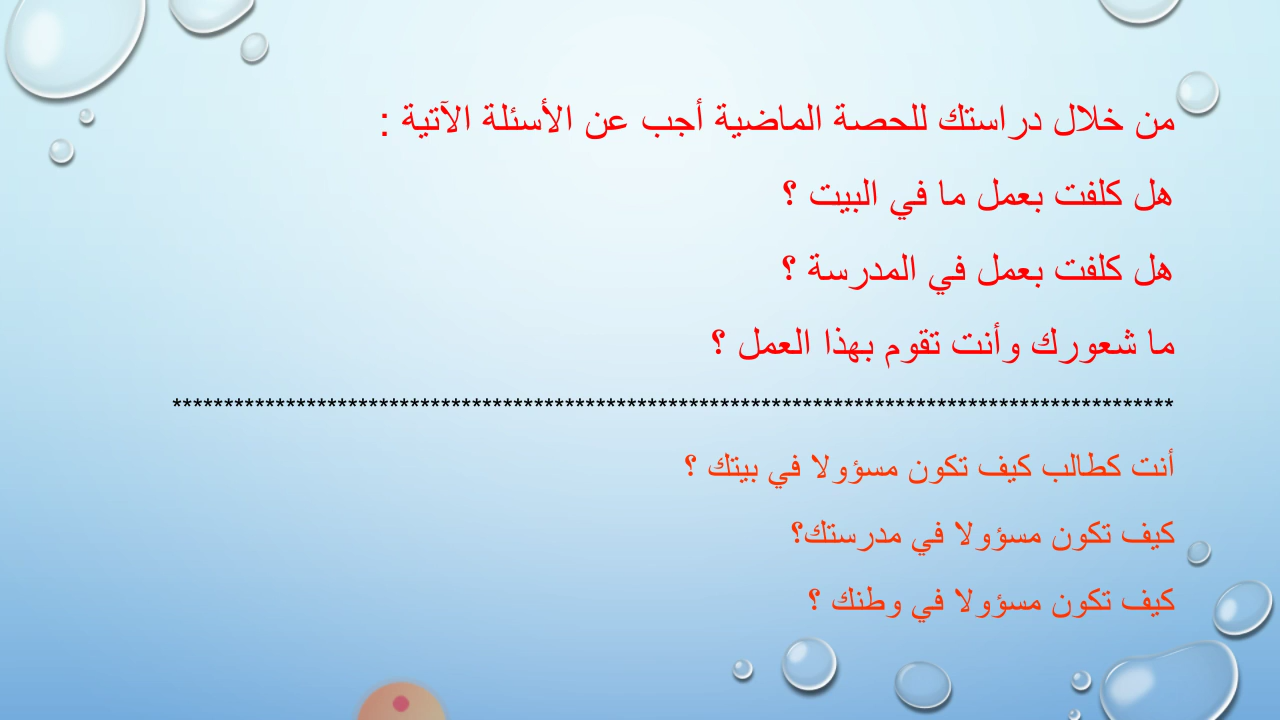 من خلال دراستك للحصة الماضية أجب عن الأسئلة الآتية :
هل كلفت بعمل ما في البيت ؟
هل كلفت بعمل في المدرسة ؟
ما شعورك وأنت تقوم بهذا العمل ؟
*************************************************************************************************
أنت كطالب كيف تكون مسؤولا في بيتك ؟
كيف تكون مسؤولا في مدرستك؟
كيف تكون مسؤولا في وطنك ؟